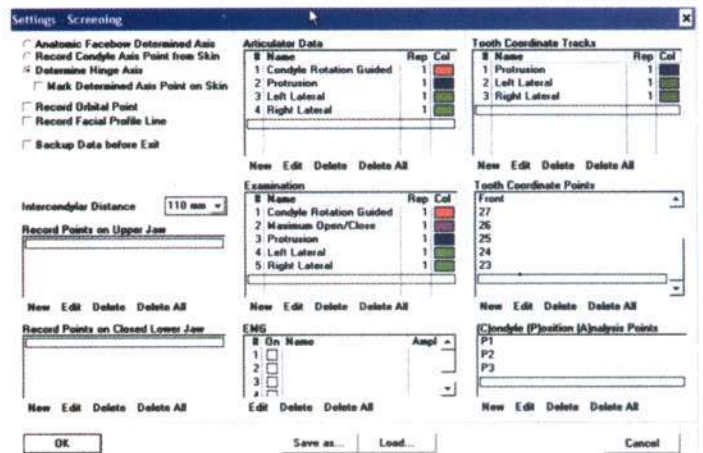 Settings - Screening
Anatomic Facebow Determined Axis
Record Condyle Axis Point from Skin
Determine Hinge Axis
Mark Determined Axis Point on Skin
Record Orbital Point
Record Facial Profile Line
Backup Data before Exit
Intercondylar Distance 110 mm
Record Points on Upper Jaw
New Edit Delete Delete All
Record Points on Closed Lower Jaw
New Edit Delete Delete All
Articulator Data
# Name Rep Col
1 Condyle Rotation Guided 1
2 Protrusion 1
3 Left Lateral 1
4 Right Lateral 1
New Edit Delete Delete All
Examination
# Name Rep Col
1 Condyle Rotation Guided 1
2 Maximum Open/Close 1
3 Protrusion 1
4 Left Lateral 1
5 Right Lateral 1
New Edit Delete Delete All
EMG
# On Name Ampl
1
2
3
Edit Delete Delete All
Tooth Coordinate Tracks
# Name Rep Col
1 Protrusion 1
2 Left Lateral 1
3 Right Lateral 1
New Edit Delete Delete All
Tooth Coordinate Points
Front
27
26
25
24
23
New Edit Delete Delete All
(C)ondyle (P)osition (A)nalysis Points
P1
P2
P3
New Edit Delete Delete All
OK Save as... Load... Cancel